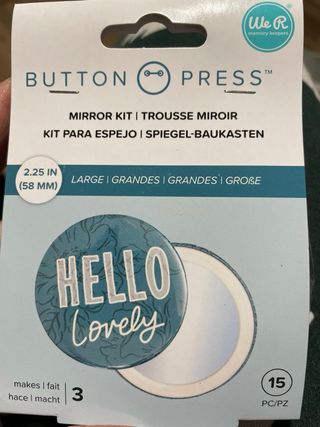 We R
memory keepers
BUTTON PRESS™
MIRROR KIT | TROUSSE MIROIR
KIT PARA ESPEJO | SPIEGEL-BAUKASTEN
2.25 IN
(58 MM)
LARGE | GRANDES | GRANDES | GROẞE
HELLO
Lovely
makes | fait
hace | macht
3
15
PC/PZ